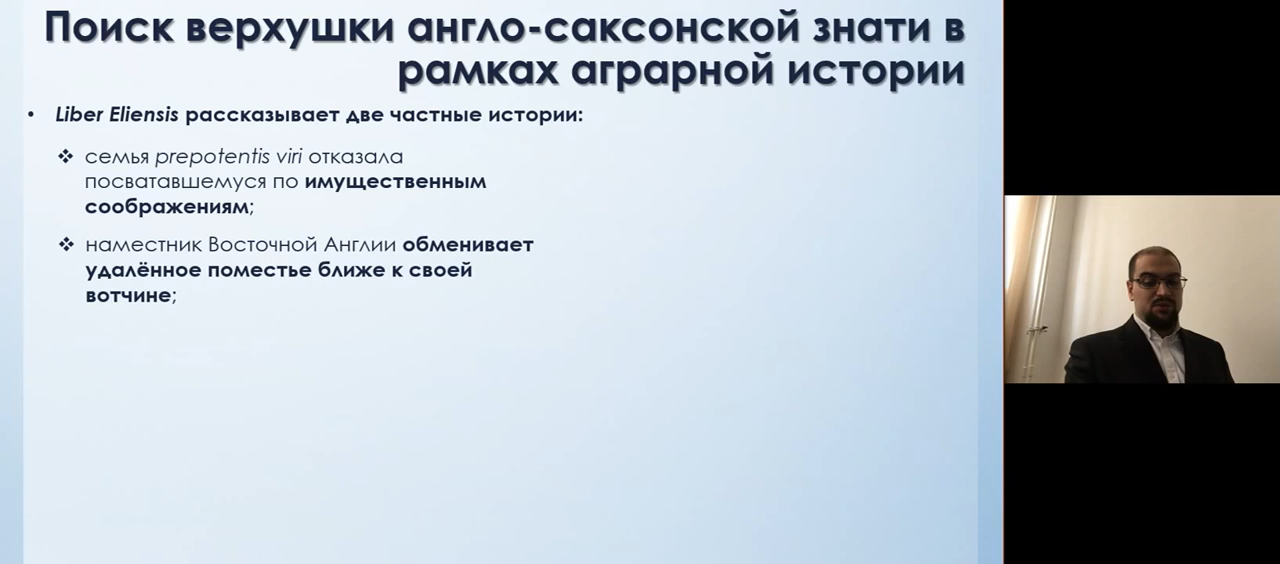 Поиск верхушки англо-саксонской знати в
рамках аграрной истории
• Liber Eliensis рассказывает две частные истории:
❖ семья prepotentis viri отказала
посватавшемуся по имущественным
соображениям;
❖ наместник Восточной Англии обменивает
удалённое поместье ближе к своей
вотчине;